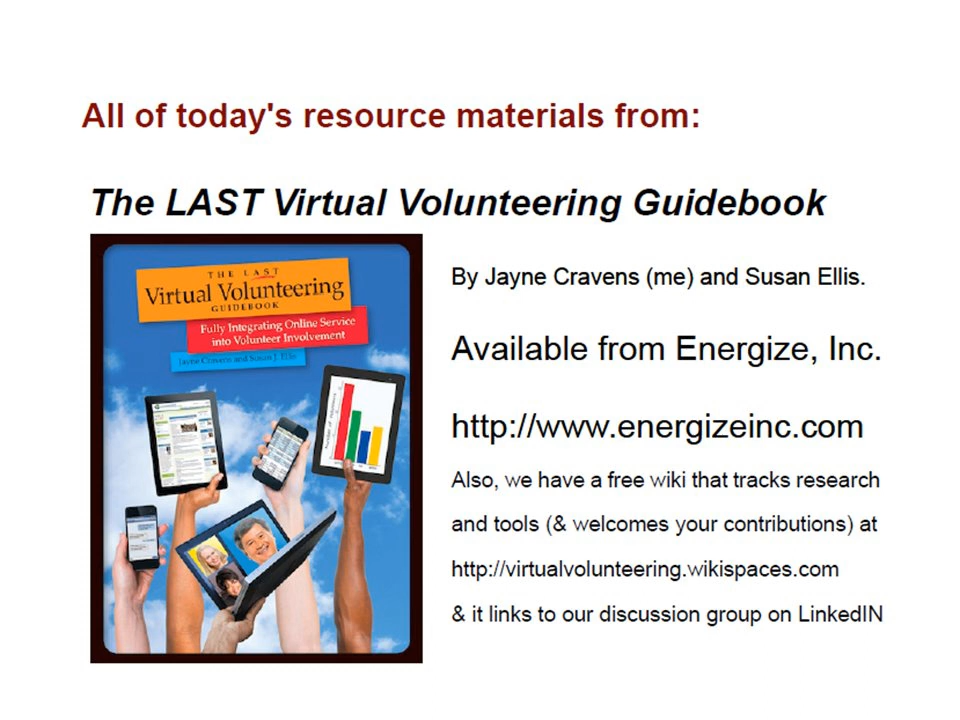 All of today's resource materials from:
The LAST Virtual Volunteering Guidebook
THE LAST
Virtual Volunteering
GUIDEBOOK
Fully Integrating Online Service
into Volunteer Involvement
Jayne Cravens and Susan J. Ellis
Number of Volunteers
By Jayne Cravens (me) and Susan Ellis.
Available from Energize, Inc.
http://www.energizeinc.com
Also, we have a free wiki that tracks research
and tools (& welcomes your contributions) at
http://virtualvolunteering.wikispaces.com
& it links to our discussion group on LinkedIN